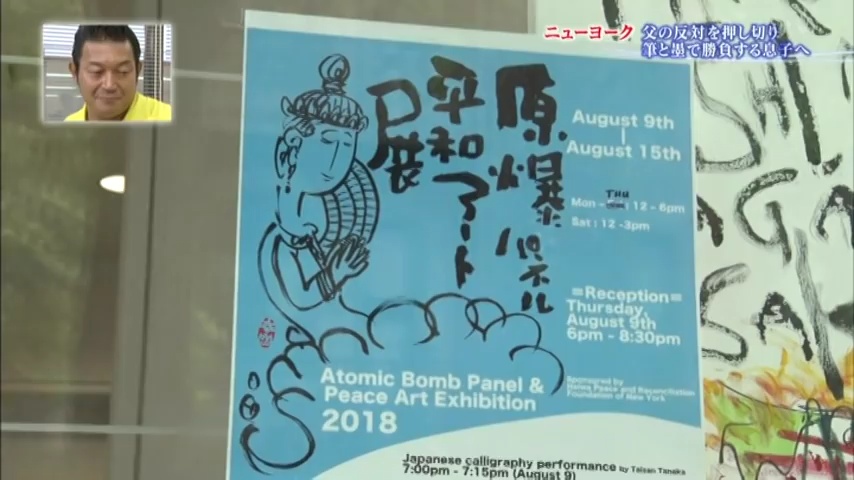 ニューヨーク 父の反対を押し切り
筆と墨で勝負する息子へ
原爆パネル
平和アート
展
August 9th
|
August 15th
Mon - THU : 12 - 6pm
Sat : 12 -3pm
=Reception=
Thursday,
August 9th
6pm - 8:30pm
Atomic Bomb Panel &
Peace Art Exhibition
2018
Sponsored by
Heiwa Peace and Reconciliation
Foundation of New York
Japanese calligraphy performance by Taisan Tanaka
7:00pm - 7:15pm (August 9)